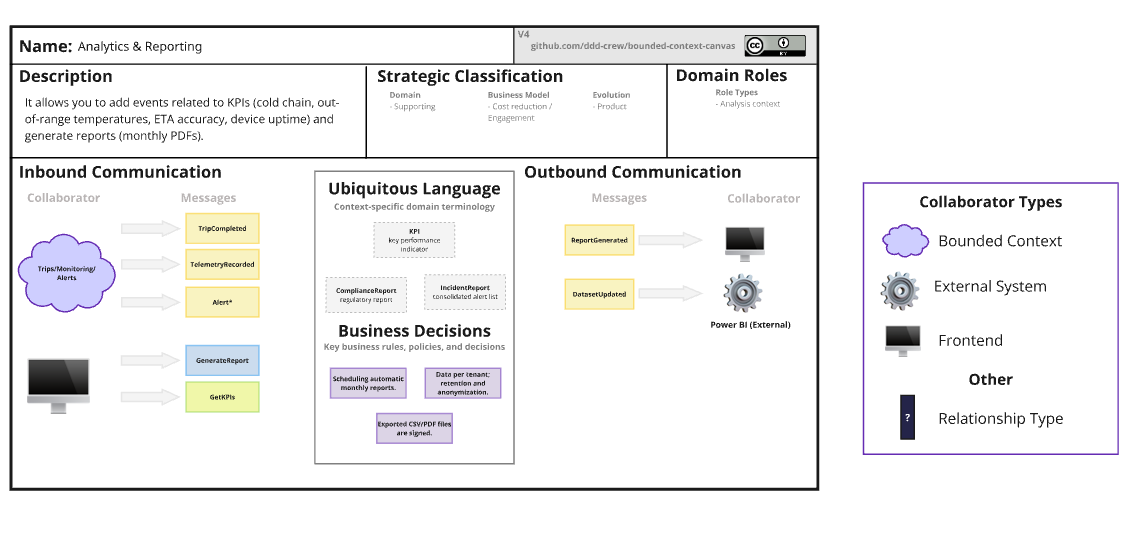 Name: Analytics & Reporting
V4
github.com/ddd-crew/bounded-context-canvas
cc
BY
Description
It allows you to add events related to KPIs (cold chain, out-
of-range temperatures, ETA accuracy, device uptime) and
generate reports (monthly PDFs).
Strategic Classification
Domain
- Supporting
Business Model
- Cost reduction /
Engagement
Evolution
- Product
Domain Roles
Role Types
- Analysis context
Inbound Communication
Collaborator
Messages
Trips/Monitoring/
Alerts
TripCompleted
TelemetryRecorded
Alert*
GenerateReport
GetKPIs
Ubiquitous Language
Context-specific domain terminology
KPI
key performance
indicator
ComplianceReport
regulatory report
IncidentReport
consolidated alert list
Business Decisions
Key business rules, policies, and decisions
Scheduling automatic
monthly reports.
Data per tenant;
retention and
anonymization.
Exported CSV/PDF files
are signed.
Outbound Communication
Messages
Collaborator
ReportGenerated
DatasetUpdated
Power BI (External)
Collaborator Types
Bounded Context
External System
Frontend
Other
?
Relationship Type